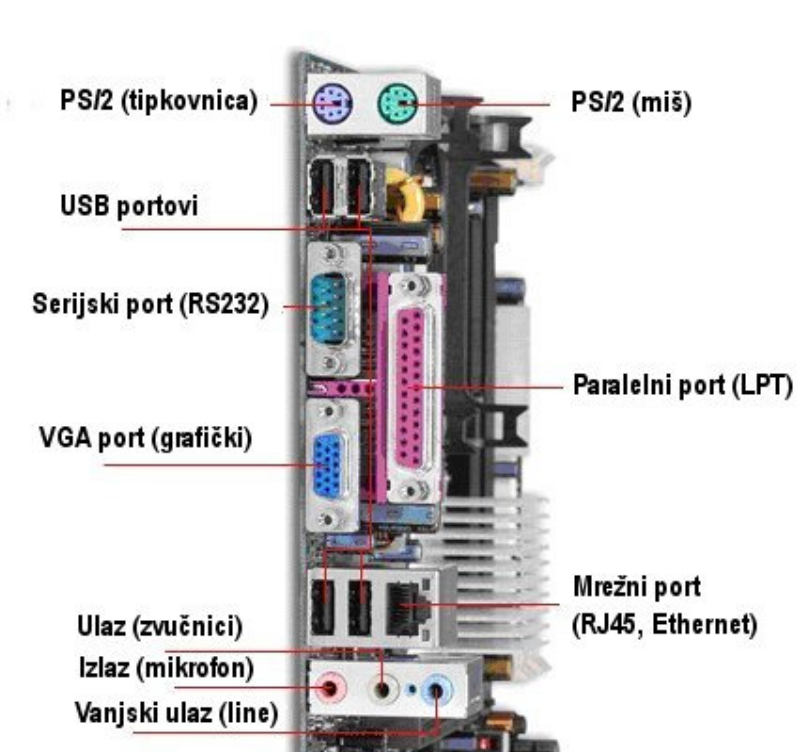 PS/2 (tipkovnica)
PS/2 (miš)
USB portovi
Serijski port (RS232)
Paralelni port (LPT)
VGA port (grafički)
Mrežni port
(RJ45, Ethernet)
Ulaz (zvučnici)
Izlaz (mikrofon)
Vanjski ulaz (line)